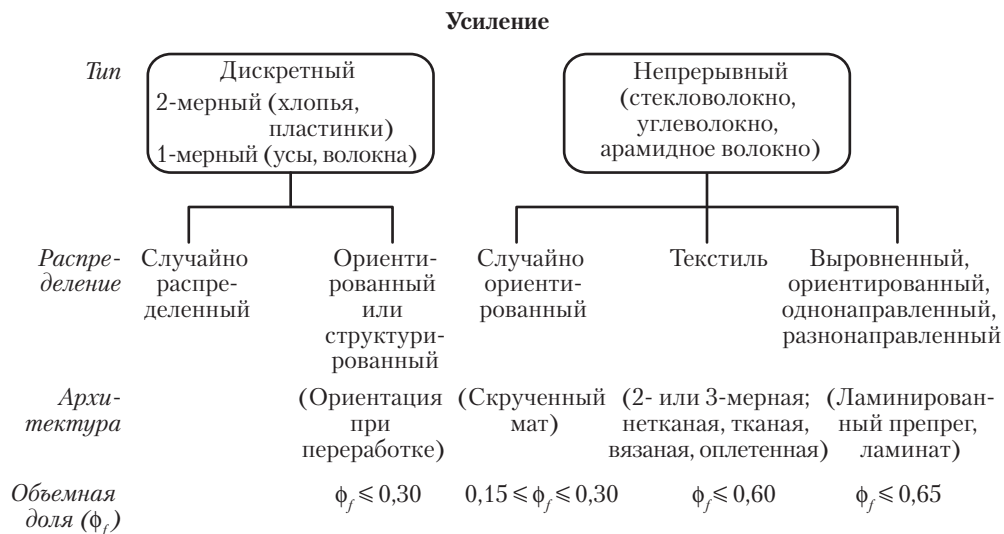 Усиление
Тип
Дискретный
2-мерный (хлопья,
пластинки)
1-мерный (усы, волокна)
Непрерывный
(стекловолокно,
углеволокно,
арамидное волокно)
Распре-
деление
Случайно
распре-
деленный
Ориенти-
рованный
или
структури-
рованный
Случайно
ориенти-
рованный
Текстиль
Выровненный,
ориентированный,
однонаправленный,
разнонаправленный
Архи-
тектура
(Ориентация
при
переработке)
(Скрученный
мат)
(2- или 3-мерная;
нетканая, тканая,
вязаная, оплетенная)
(Ламинирован-
ный препрег,
ламинат)
Объемная
доля (ϕf)
ϕf ⩽ 0,30
0,15 ⩽ ϕf ⩽ 0,30
ϕf ⩽ 0,60
ϕf ⩽ 0,65